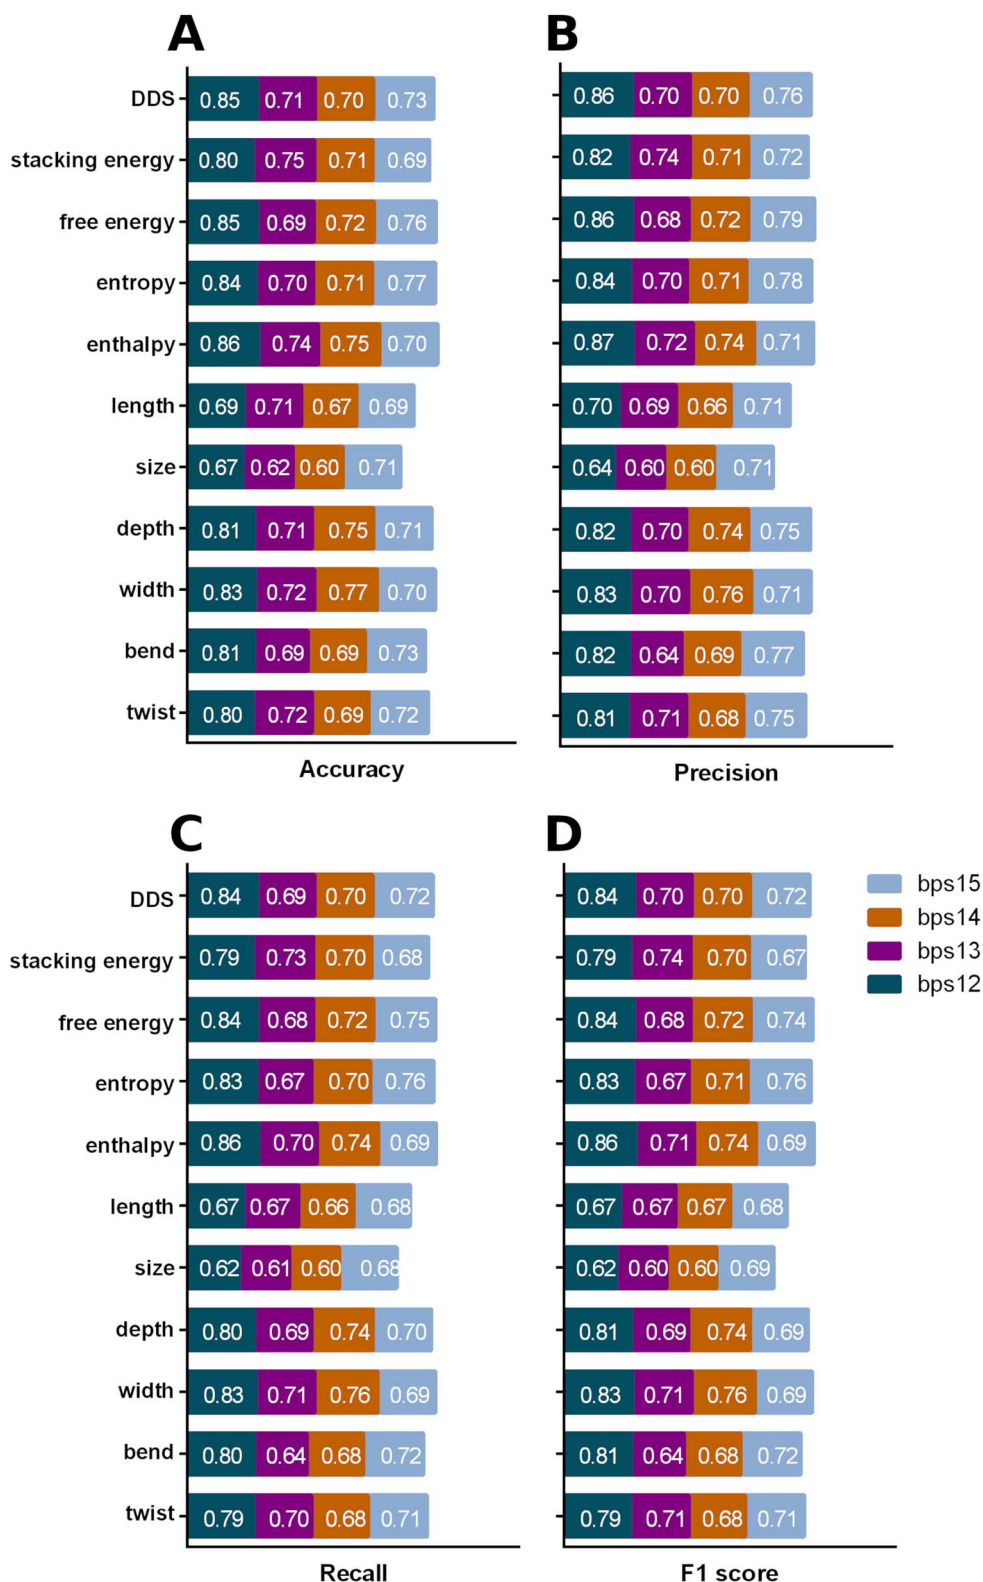 A B
DDS 0.85 0.71 0.70 0.73 0.86 0.70 0.70 0.76
stacking energy 0.80 0.75 0.71 0.69 0.82 0.74 0.71 0.72
free energy 0.85 0.69 0.72 0.76 0.86 0.68 0.72 0.79
entropy 0.84 0.70 0.71 0.77 0.84 0.70 0.71 0.78
enthalpy 0.86 0.74 0.75 0.70 0.87 0.72 0.74 0.71
length 0.69 0.71 0.67 0.69 0.70 0.69 0.66 0.71
size 0.67 0.62 0.60 0.71 0.64 0.60 0.60 0.71
depth 0.81 0.71 0.75 0.71 0.82 0.70 0.74 0.75
width 0.83 0.72 0.77 0.70 0.83 0.70 0.76 0.71
bend 0.81 0.69 0.69 0.73 0.82 0.64 0.69 0.77
twist 0.80 0.72 0.69 0.72 0.81 0.71 0.68 0.75
Accuracy Precision
C D
DDS 0.84 0.69 0.70 0.72 0.84 0.70 0.70 0.72
stacking energy 0.79 0.73 0.70 0.68 0.79 0.74 0.70 0.67
free energy 0.84 0.68 0.72 0.75 0.84 0.68 0.72 0.74
entropy 0.83 0.67 0.70 0.76 0.83 0.67 0.71 0.76
enthalpy 0.86 0.70 0.74 0.69 0.86 0.71 0.74 0.69
length 0.67 0.67 0.66 0.68 0.67 0.67 0.67 0.68
size 0.62 0.61 0.60 0.68 0.62 0.60 0.60 0.69
depth 0.80 0.69 0.74 0.70 0.81 0.69 0.74 0.69
width 0.83 0.71 0.76 0.69 0.83 0.71 0.76 0.69
bend 0.80 0.64 0.68 0.72 0.81 0.64 0.68 0.72
twist 0.79 0.70 0.68 0.71 0.79 0.71 0.68 0.71
Recall F1 score
bps15
bps14
bps13
bps12